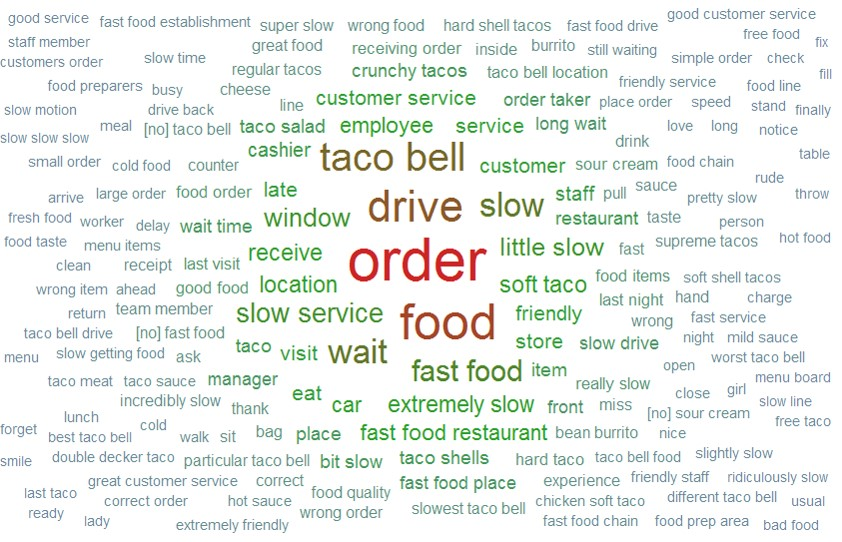 good service fast food establishment super slow wrong food hard shell tacos fast food drive good customer service
staff member great food receiving order inside burrito still waiting free food fix
customers order slow time simple order check
regular tacos crunchy tacos taco bell location friendly service fill
food preparers busy cheese food line
line customer service order taker place order speed stand finally
slow motion drive back
meal [no] taco bell taco salad employee service long wait love long notice
slow slow slow cashier drink
small order cold food counter taco bell customer sour cream food chain table
rude
arrive large order food order late drive slow staff pull sauce pretty slow throw
fresh food worker delay wait time window restaurant taste person
food taste menu items receive order little slow fast supreme tacos hot food
clean receipt last visit
wrong item ahead good food location soft taco food items soft shell tacos
return team member slow service food friendly last night hand charge
wrong fast service
taco bell drive [no] fast food store slow drive night mild sauce
menu slow getting food ask taco visit wait worst taco bell
taco meat taco sauce manager fast food item open menu board
incredibly slow eat really slow close girl
lunch thank car extremely slow front miss [no] sour cream slow line
forget cold free taco
best taco bell walk sit bag place fast food restaurant bean burrito nice
smile double decker taco particular taco bell bit slow taco shells hard taco taco bell food slightly slow
great customer service correct fast food place experience friendly staff ridiculously slow
last taco correct order hot sauce food quality chicken soft taco different taco bell usual
ready wrong order slowest taco bell
lady extremely friendly fast food chain food prep area bad food